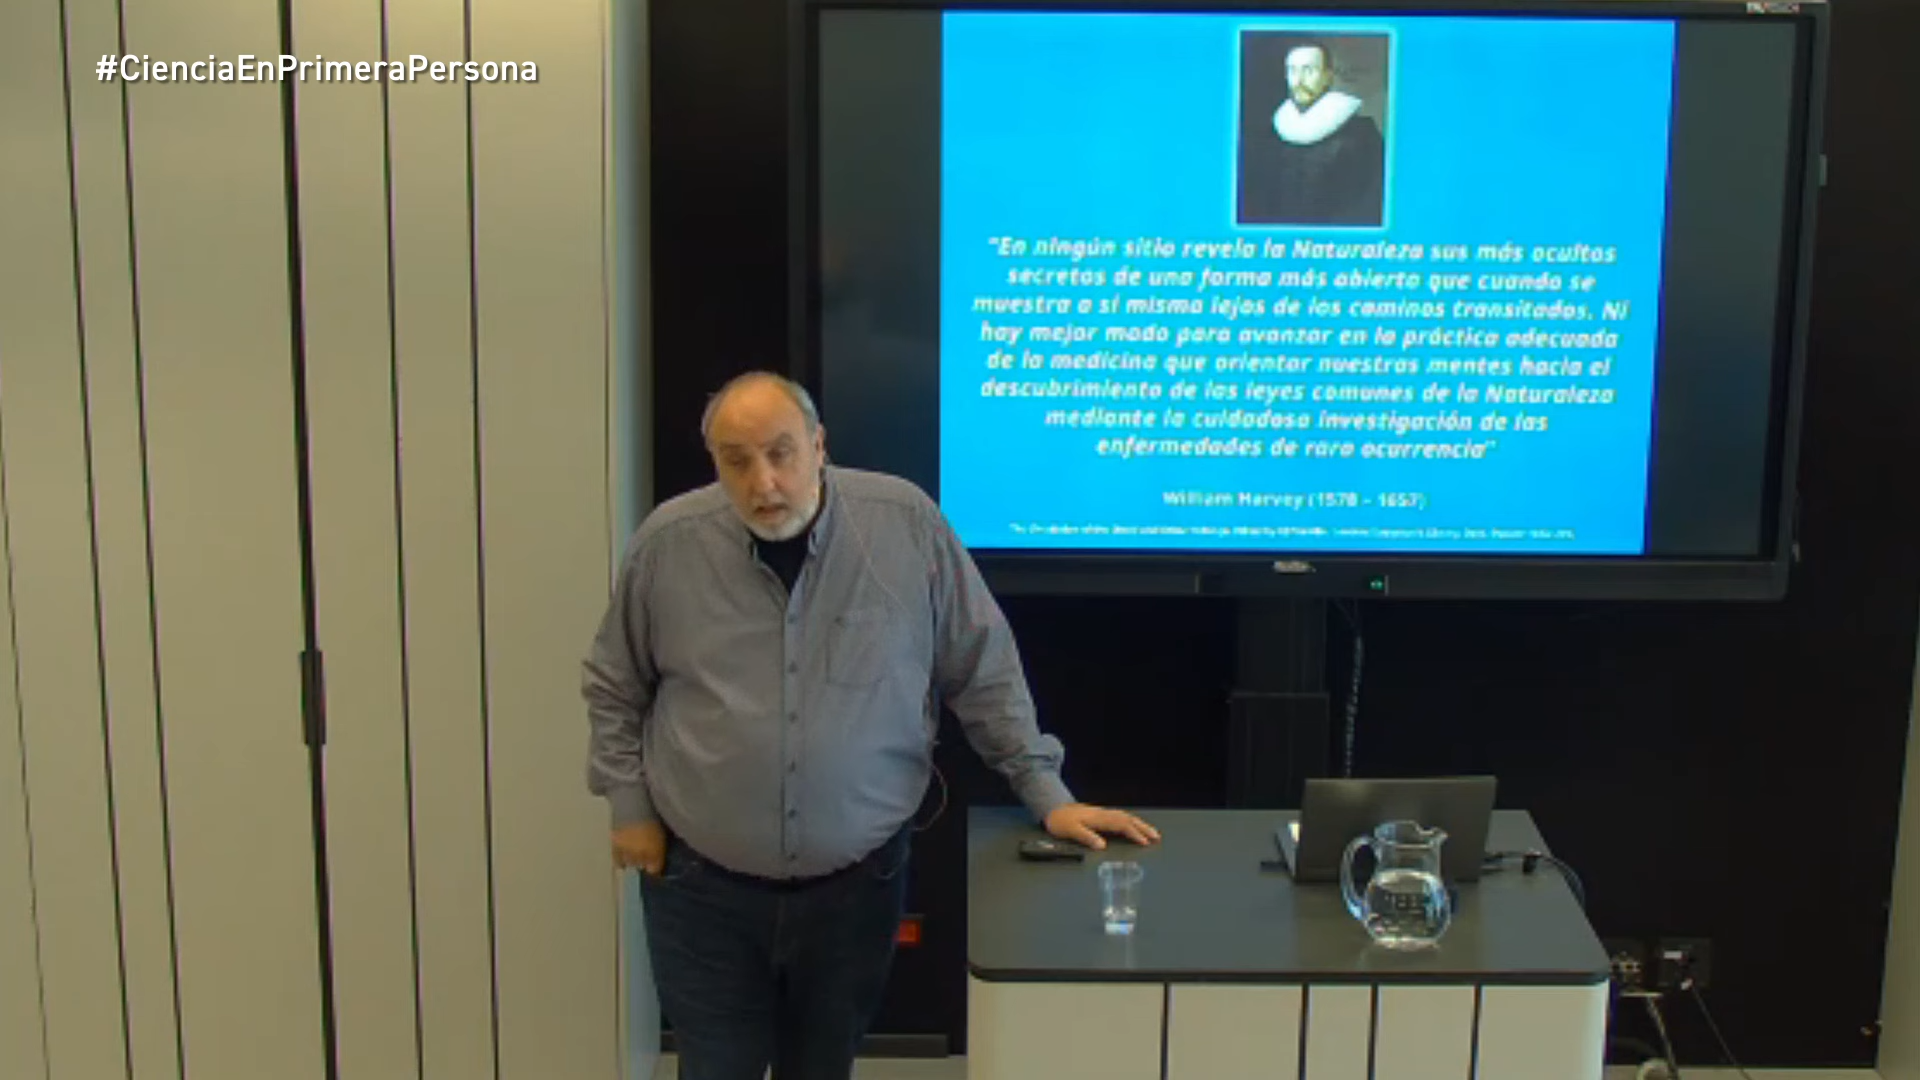 #CienciaEnPrimeraPersona
"En ningún sitio revela la Naturaleza sus más ocultos
secretos de una forma más abierta que cuando se
muestra a sí misma lejos de los caminos transitados. Ni
hay mejor modo para avanzar en la práctica adecuada
de la medicina que orientar nuestras mentes hacia el
descubrimiento de las leyes comunes de la Naturaleza
mediante la cuidadosa investigación de las
enfermedades de rara ocurrencia"
William Harvey (1578 – 1657)